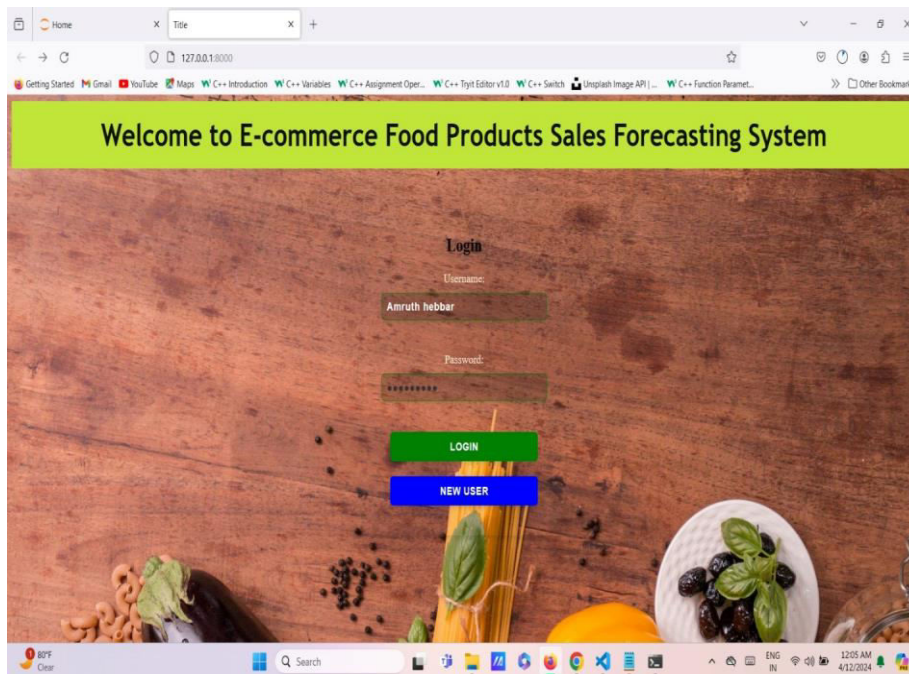 Home
Title
127.0.0.1:8000
Getting Started Gmail YouTube Maps C++ Introduction C++ Variables C++ Assignment Oper... C++ Tryit Editor v1.0 C++ Switch Unsplash Image API | ... C++ Function Paramet... Other Bookmar
Welcome to E-commerce Food Products Sales Forecasting System
Login
Username:
Amruth hebbar
Password:
LOGIN
NEW USER
80°F
Clear
Search
ENG
IN
12:05 AM
4/12/2024